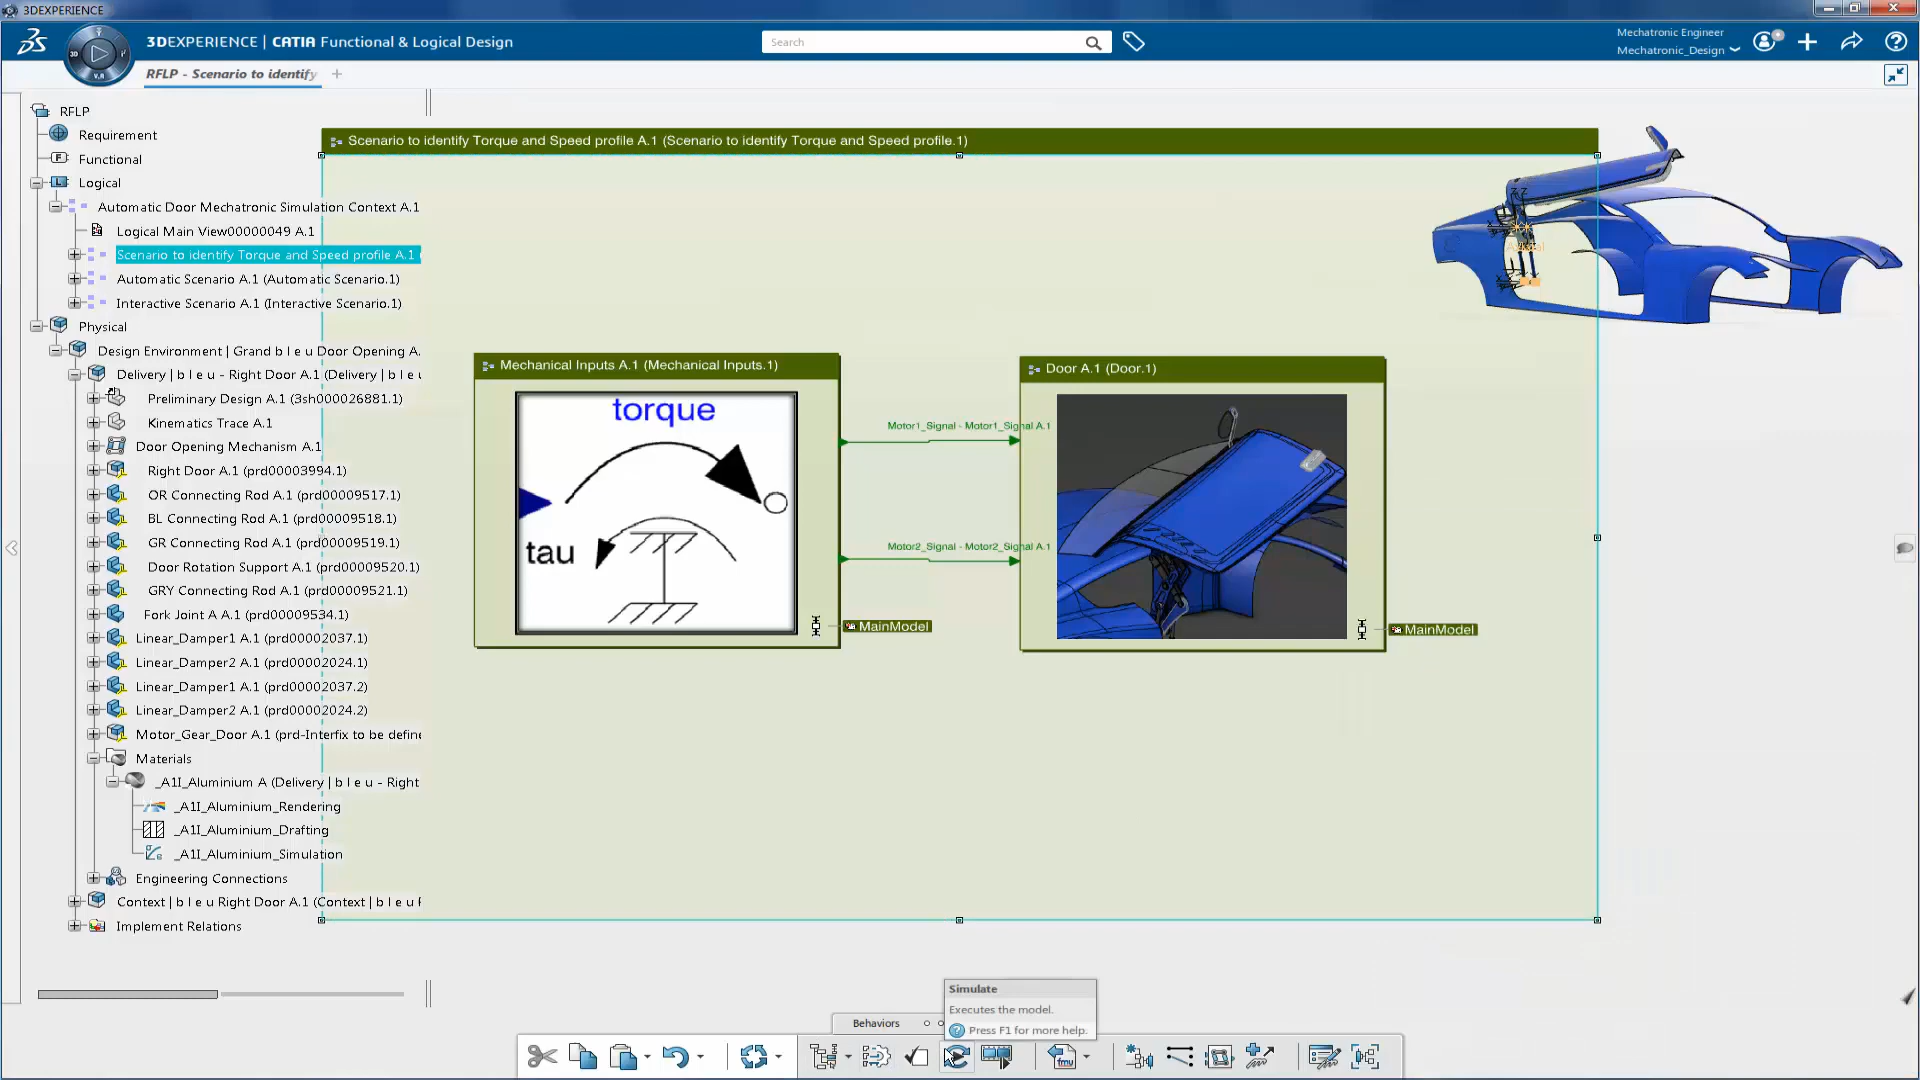 3DEXPERIENCE
3DEXPERIENCE | CATIA Functional & Logical Design
Search
Mechatronic Engineer
Mechatronic_Design
3D
V.R
RFLP - Scenario to identify
RFLP
Requirement
Functional
Logical
Automatic Door Mechatronic Simulation Context A.1
Logical Main View00000049 A.1
Scenario to identify Torque and Speed profile A.1
Automatic Scenario A.1 (Automatic Scenario.1)
Interactive Scenario A.1 (Interactive Scenario.1)
Physical
Design Environment | Grand b l e u Door Opening A.
Delivery | b l e u - Right Door A.1 (Delivery | b l e u
Preliminary Design A.1 (3sh000026881.1)
Kinematics Trace A.1
Door Opening Mechanism A.1
Right Door A.1 (prd00003994.1)
OR Connecting Rod A.1 (prd00009517.1)
BL Connecting Rod A.1 (prd00009518.1)
GR Connecting Rod A.1 (prd00009519.1)
Door Rotation Support A.1 (prd00009520.1)
GRY Connecting Rod A.1 (prd00009521.1)
Fork Joint A A.1 (prd00009534.1)
Linear_Damper1 A.1 (prd00002037.1)
Linear_Damper2 A.1 (prd00002024.1)
Linear_Damper1 A.1 (prd00002037.2)
Linear_Damper2 A.1 (prd00002024.2)
Motor_Gear_Door A.1 (prd-Interfix to be define
Materials
_A1I_Aluminium A (Delivery | b l e u - Right
_A1I_Aluminium_Rendering
_A1I_Aluminium_Drafting
_A1I_Aluminium_Simulation
Engineering Connections
Context | b l e u Right Door A.1 (Context | b l e u
Implement Relations
Scenario to identify Torque and Speed profile A.1 (Scenario to identify Torque and Speed profile.1)
Mechanical Inputs A.1 (Mechanical Inputs.1)
torque
tau
MainModel
Motor1_Signal - Motor1_Signal A.1
Motor2_Signal - Motor2_Signal A.1
Door A.1 (Door.1)
MainModel
Simulate
Executes the model.
Press F1 for more help.
Behaviors
fmu